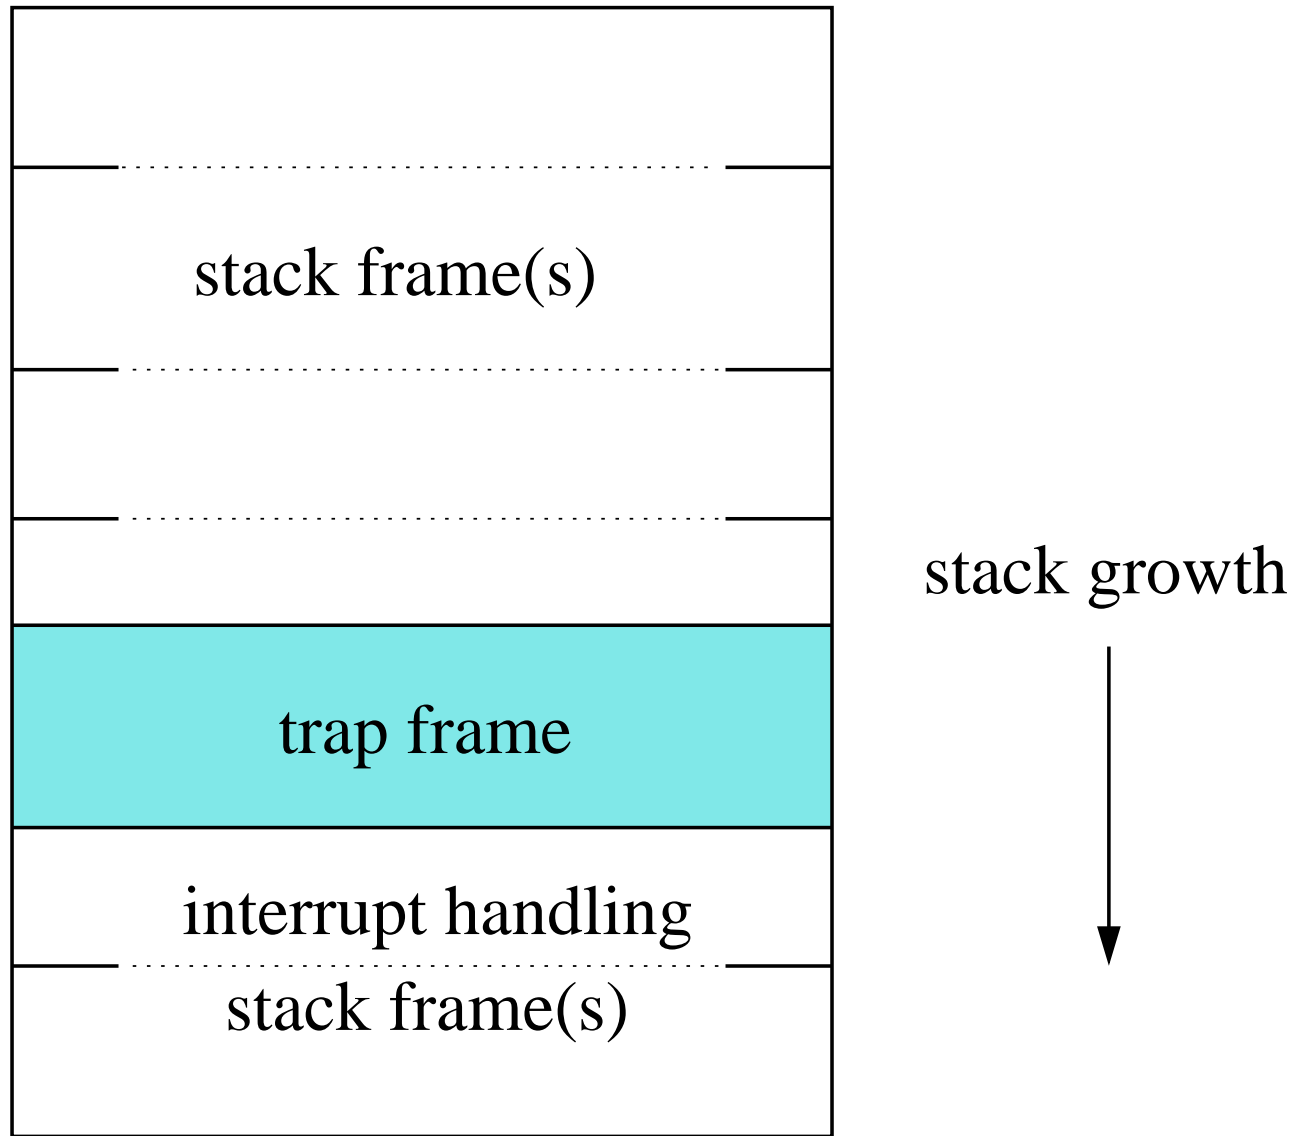 stack frame(s)
stack growth
trap frame
interrupt handling
stack frame(s)